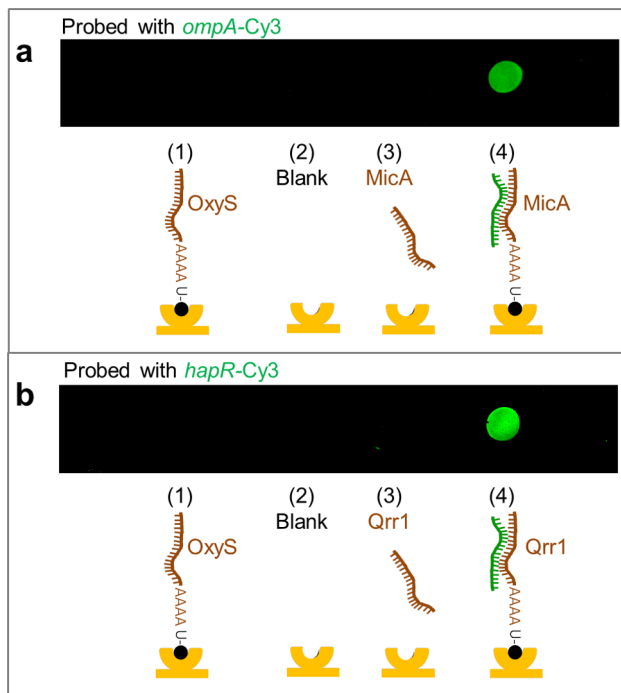 Probed with ompA-Cy3
a
(1) (2) (3) (4)
Blank MicA
OxyS MicA
AAAA AAAA
U- U-
Probed with hapR-Cy3
b
(1) (2) (3) (4)
Blank Qrr1
OxyS Qrr1
AAAA AAAA
U- U-